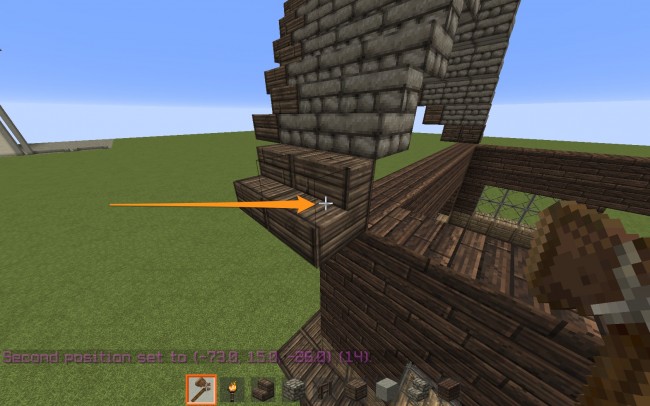 Second position set to (-73.0, 15.0, -86.0) (14).